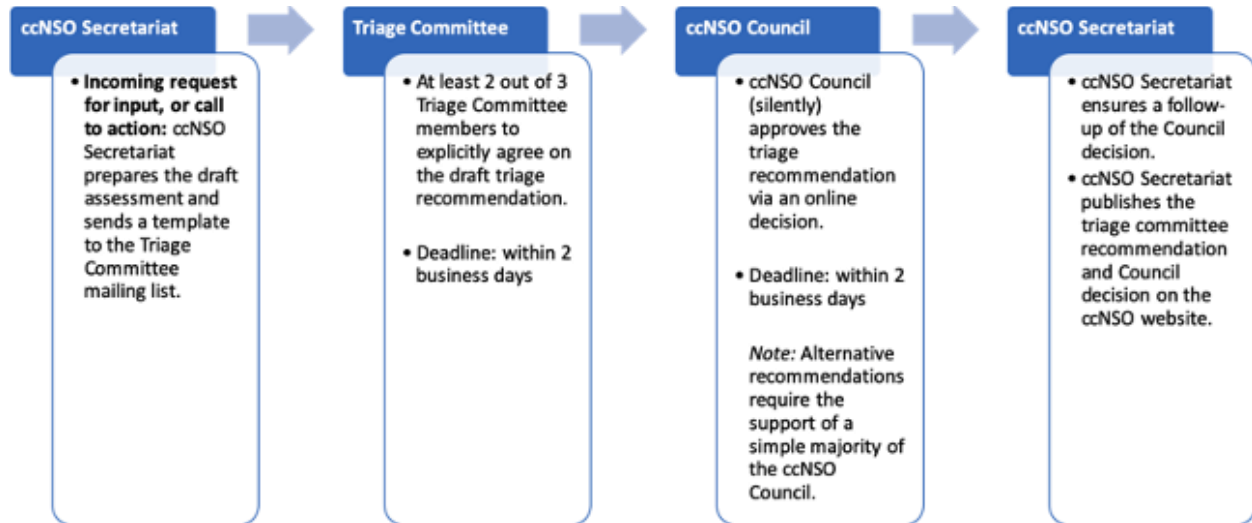 ccNSO Secretariat
• Incoming request
for input, or call
to action: ccNSO
Secretariat
prepares the draft
assessment and
sends a template
to the Triage
Committee
mailing list.
Triage Committee
• At least 2 out of 3
Triage Committee
members to
explicitly agree on
the draft triage
recommendation.
• Deadline: within 2
business days
ccNSO Council
• ccNSO Council
(silently)
approves the
triage
recommendation
via an online
decision.
• Deadline: within 2
business days
Note: Alternative
recommendations
require the
support of a
simple majority of
the ccNSO
Council.
ccNSO Secretariat
• ccNSO Secretariat
ensures a follow-
up of the Council
decision.
• ccNSO Secretariat
publishes the
triage committee
recommendation
and Council
decision on the
ccNSO website.